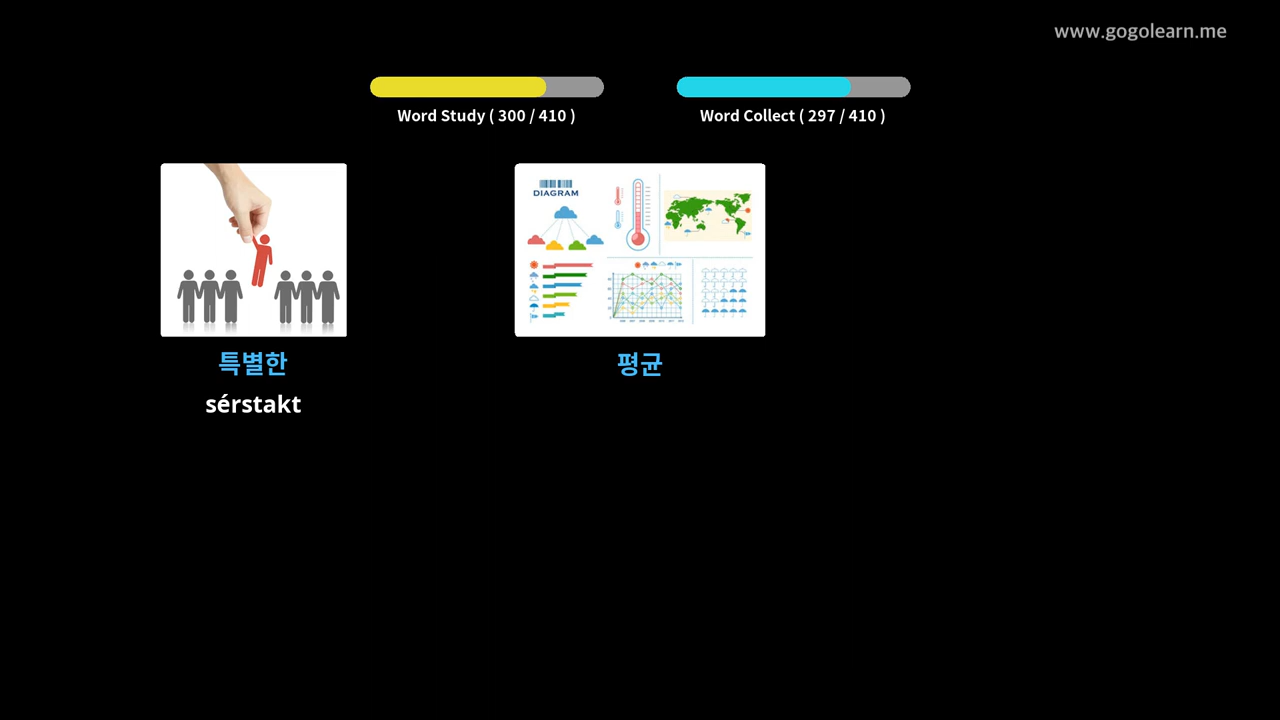 www.gogolearn.me
Word Study ( 300 / 410 )
Word Collect ( 297 / 410 )
DIAGRAM
특별한
평균
sérstakt